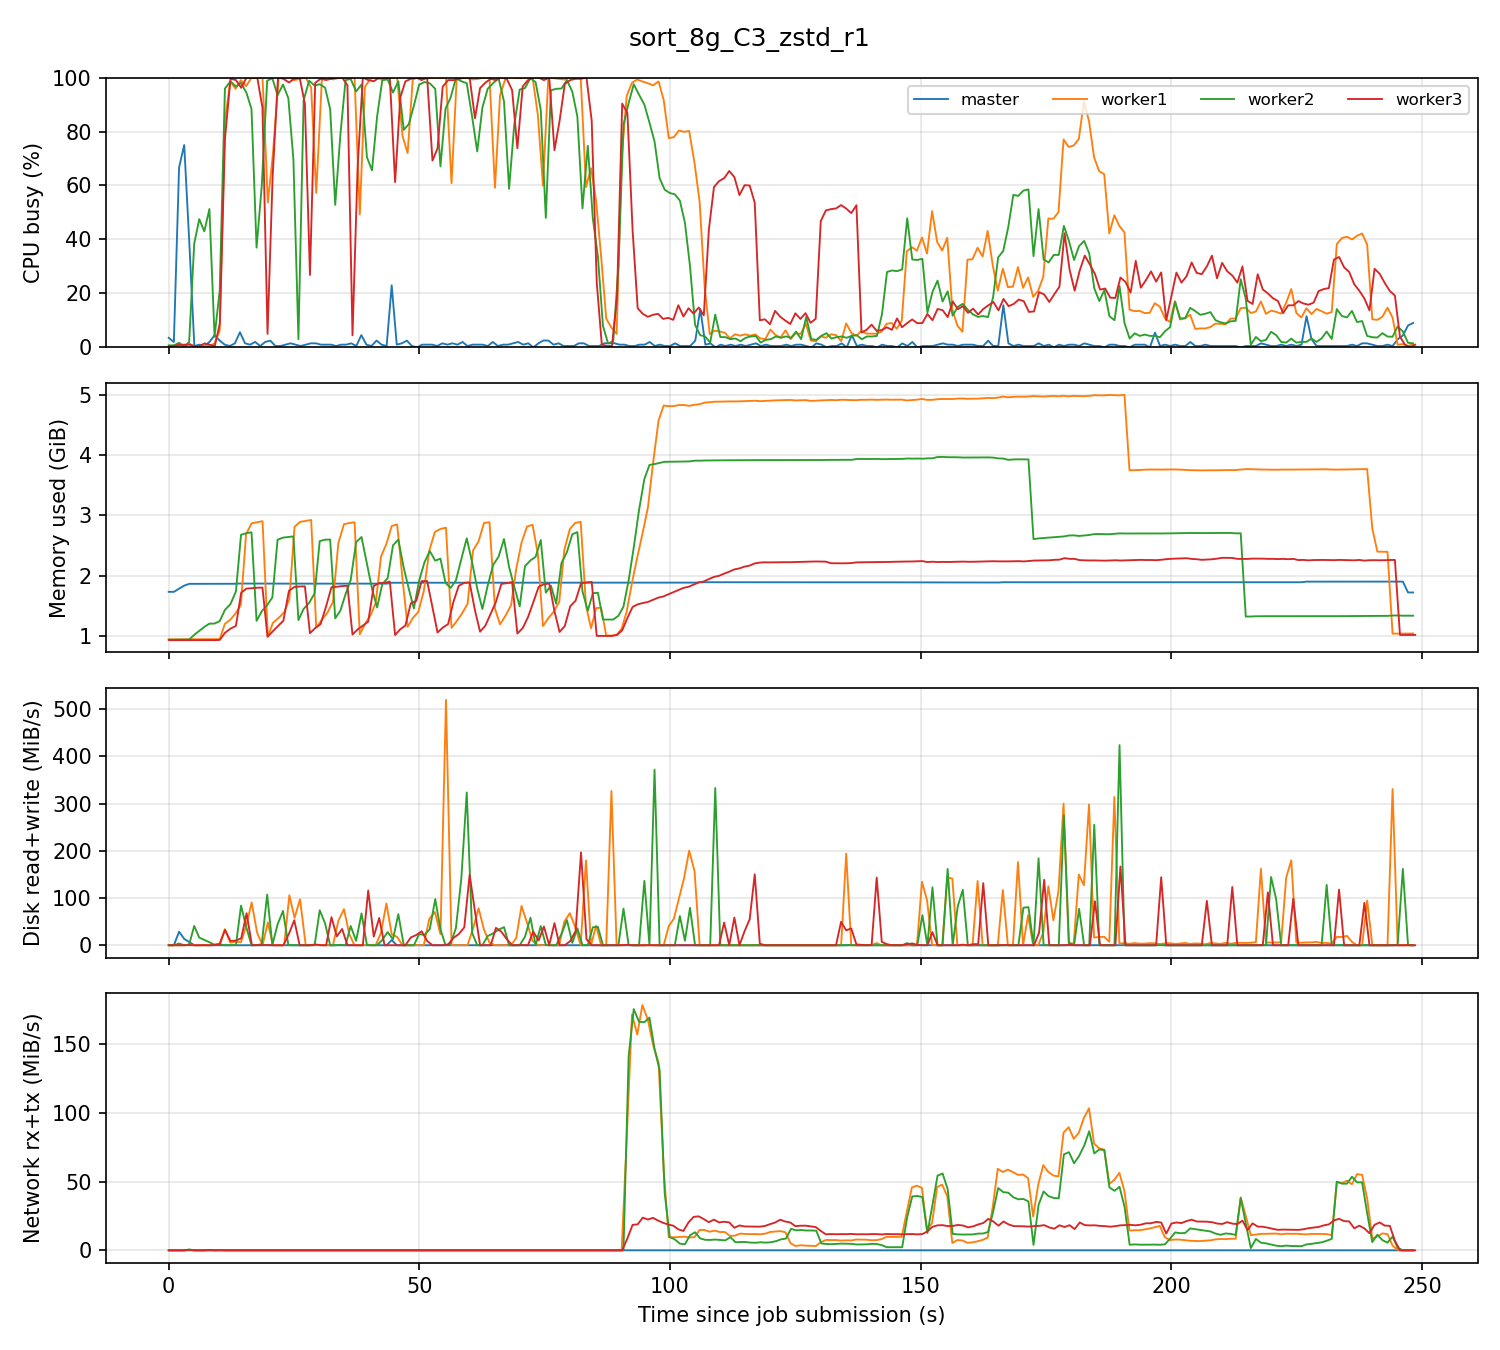 sort_8g_C3_zstd_r1
master worker1 worker2 worker3
CPU busy (%)
100
80
60
40
20
0
Memory used (GiB)
5
4
3
2
1
Disk read+write (MiB/s)
500
400
300
200
100
0
Network rx+tx (MiB/s)
150
100
50
0
0 50 100 150 200 250
Time since job submission (s)